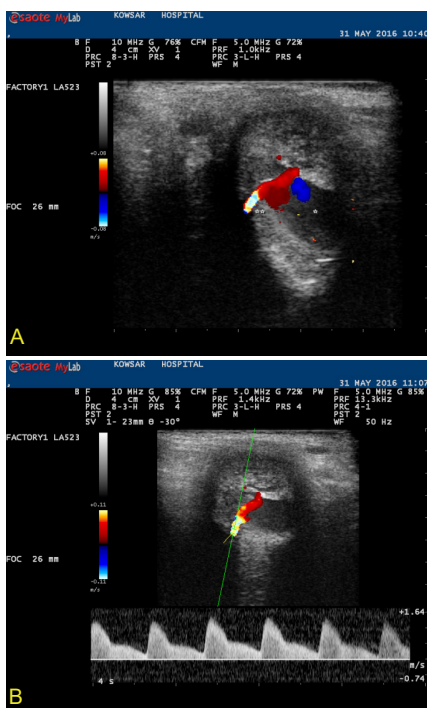 esaote MyLab KOWSAR HOSPITAL
31 MAY 2016 10:40
B F 10 MHz G 76% CFM F 5.0 MHz G 72%
D 4 cm XV 1 PRF 1.0kHz
PRC 8-3-H PRS 4 PRC 3-L-H PRS 4
PST 2 WF M
FACTORY1 LA523
+0.08
FOC 26 mm
-0.08
m/s
A
esaote MyLab KOWSAR HOSPITAL
31 MAY 2016 11:07
B F 10 MHz G 85% CFM F 5.0 MHz G 72% PW F 5.0 MHz G 85%
D 4 cm XV 1 PRF 1.4kHz PRF 13.3kHz
PRC 8-3-H PRS 4 PRC 3-L-H PRS 4 PRC 4-1
PST 2 WF M PST 2
SV 1- 23mm θ -30° WF 50 Hz
FACTORY1 LA523
+0.11
FOC 26 mm
-0.11
m/s
+1.64
m/s
-0.74
4 s
B